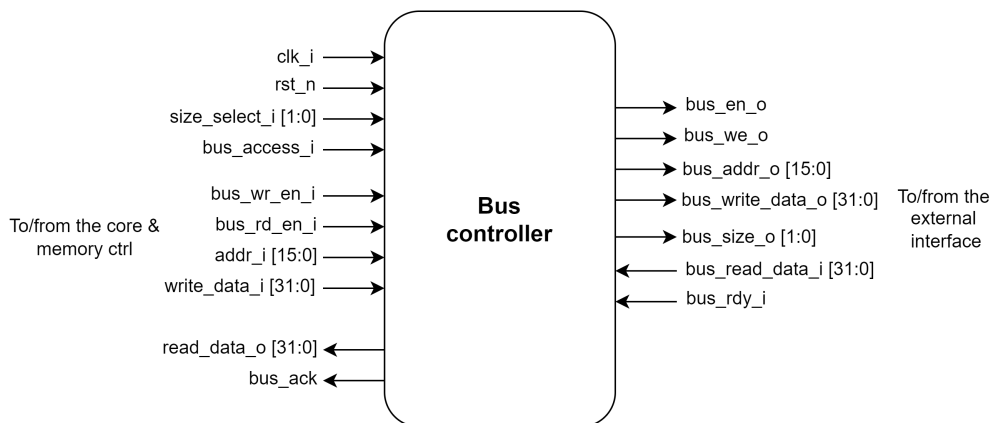 clk_i
rst_n
size_select_i [1:0]
bus_access_i
bus_wr_en_i
bus_rd_en_i
addr_i [15:0]
write_data_i [31:0]
read_data_o [31:0]
bus_ack
To/from the core &
memory ctrl
Bus
controller
bus_en_o
bus_we_o
bus_addr_o [15:0]
bus_write_data_o [31:0]
bus_size_o [1:0]
bus_read_data_i [31:0]
bus_rdy_i
To/from the
external
interface